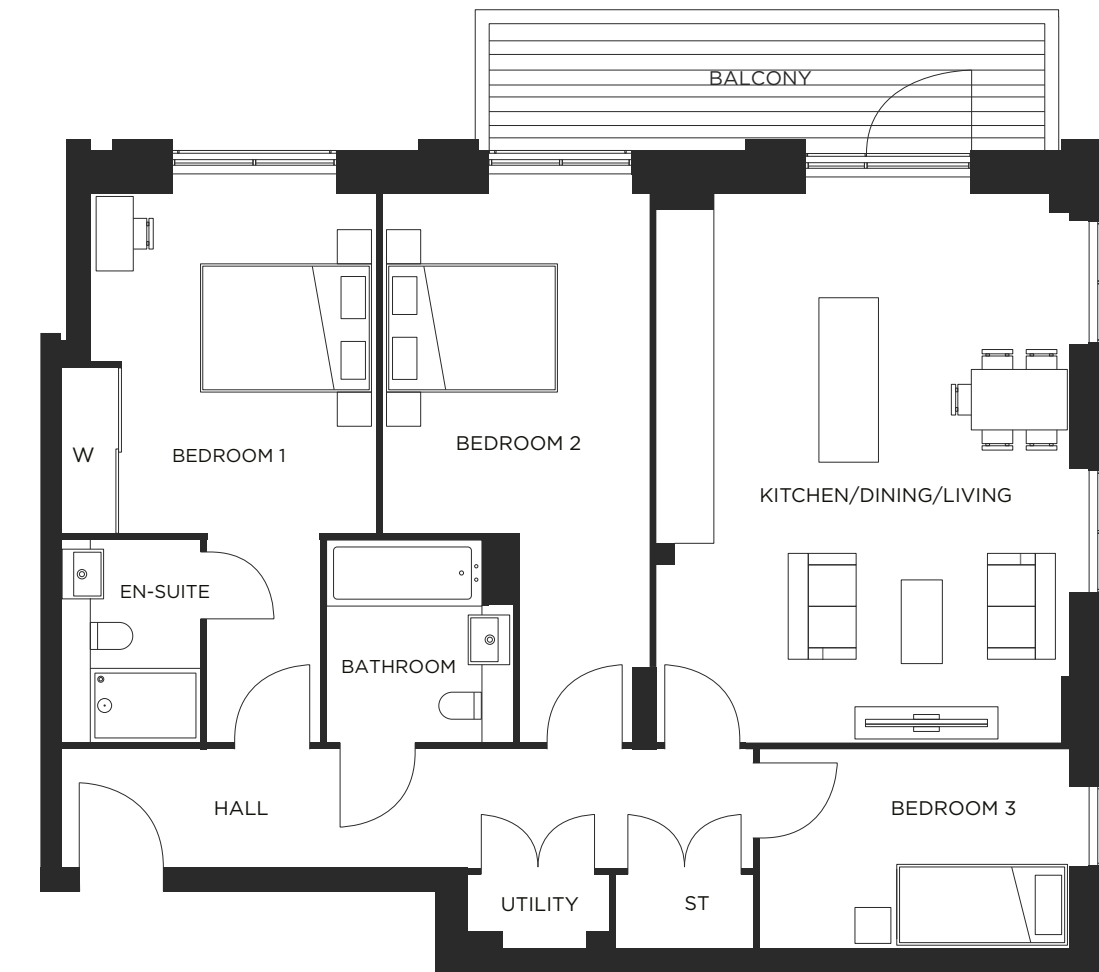 BALCONY
BEDROOM 2
W
BEDROOM 1
KITCHEN/DINING/LIVING
EN-SUITE
BATHROOM
HALL
BEDROOM 3
UTILITY
ST